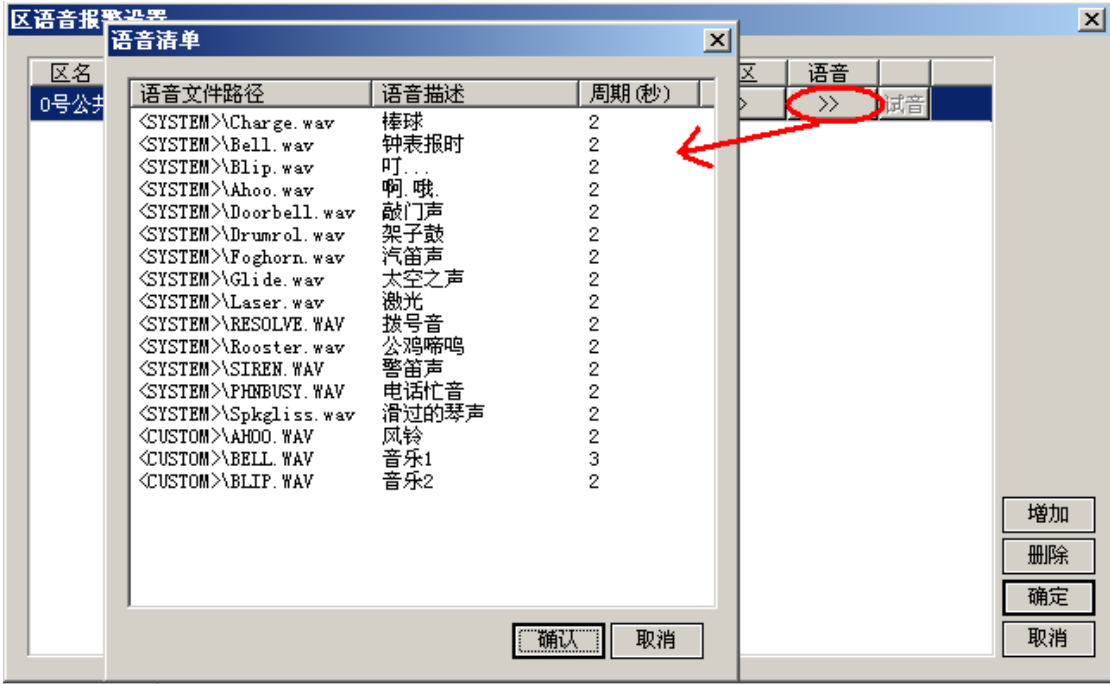 区语音报警设置
语音清单
区名
区 语音
0号公共
>> 试音
语音文件路径 语音描述 周期(秒)
<SYSTEM>\Charge.wav 棒球 2
<SYSTEM>\Bell.wav 钟表报时 2
<SYSTEM>\Blip.wav 叮... 2
<SYSTEM>\Ahoo.wav 啊.哦. 2
<SYSTEM>\Doorbell.wav 敲门声 2
<SYSTEM>\Drumrol.wav 架子鼓 2
<SYSTEM>\Foghorn.wav 汽笛声 2
<SYSTEM>\Glide.wav 太空之声 2
<SYSTEM>\Laser.wav 激光 2
<SYSTEM>\RESOLVE.WAV 拨号音 2
<SYSTEM>\Rooster.wav 公鸡啼鸣 2
<SYSTEM>\SIREN.WAV 警笛声 2
<SYSTEM>\PHNBUSY.WAV 电话忙音 2
<SYSTEM>\Spkgliss.wav 滑过的琴声 2
<CUSTOM>\AHOO.WAV 风铃 2
<CUSTOM>\BELL.WAV 音乐1 3
<CUSTOM>\BLIP.WAV 音乐2 2
增加
删除
确定
取消
确认 取消